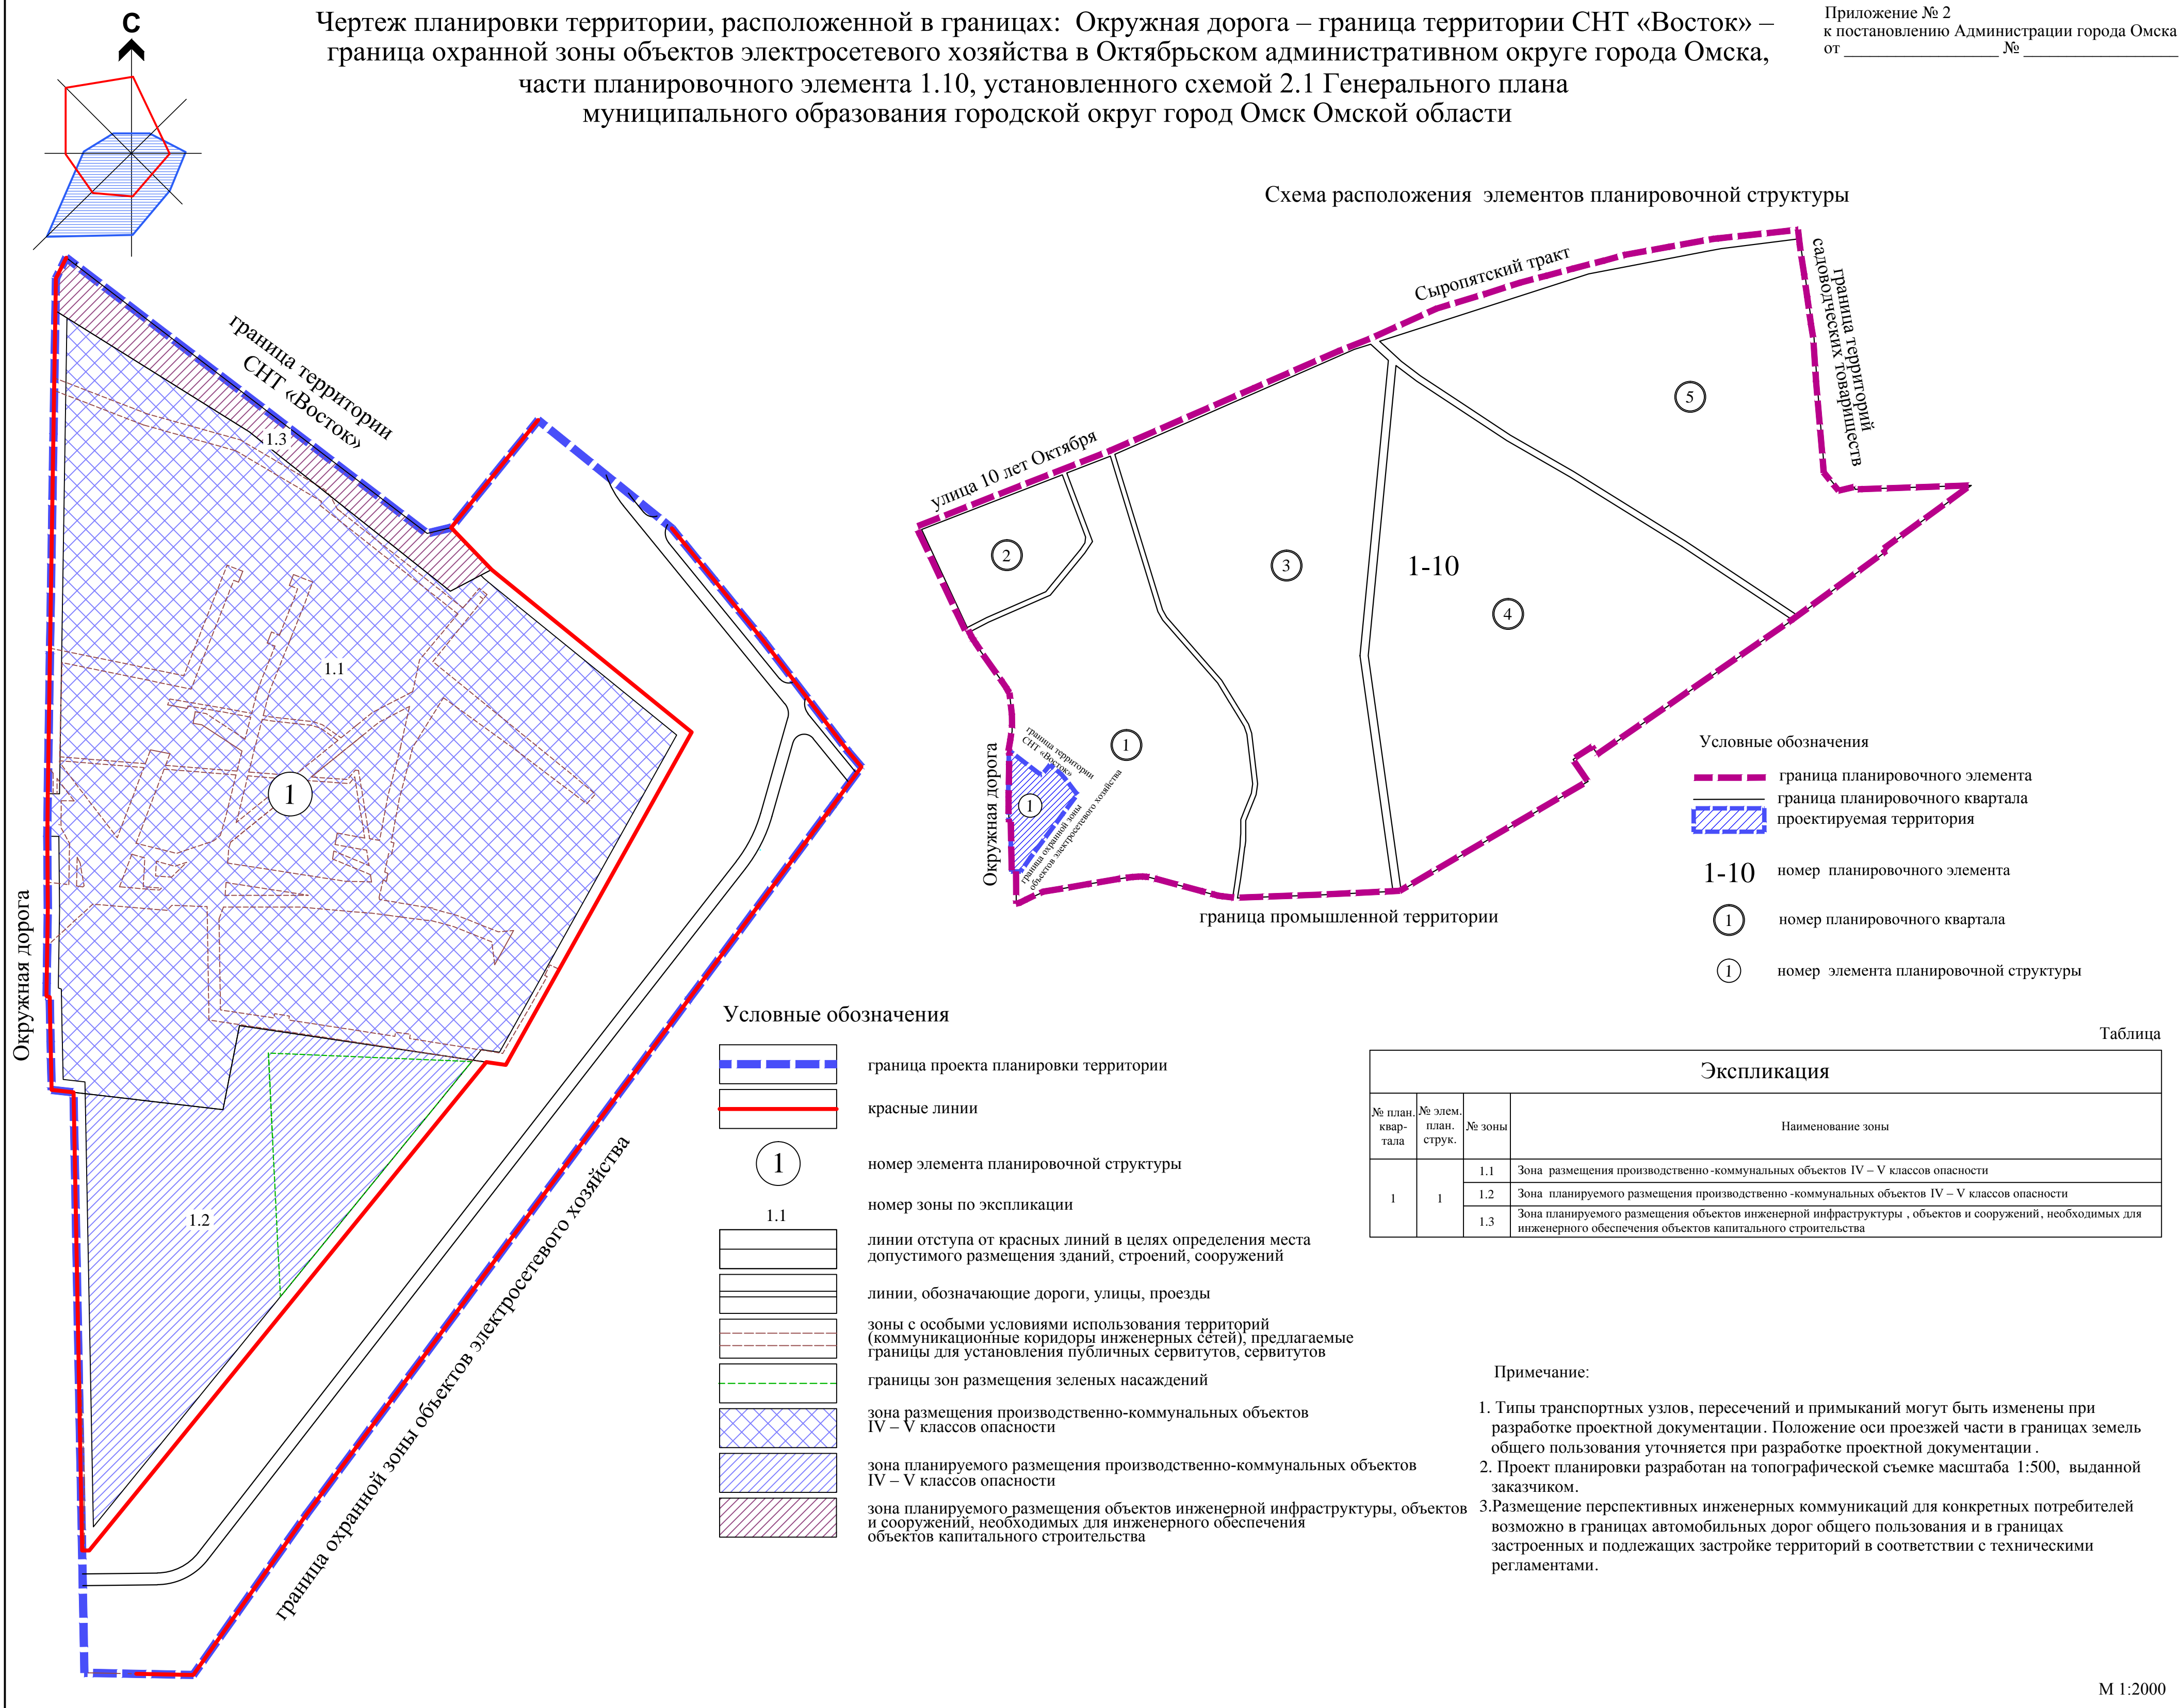 Приложение № 2
к постановлению Администрации города Омска
от ____________________ № ____________________
Чертеж планировки территории, расположенной в границах: Окружная дорога – граница территории СНТ «Восток» –
граница охранной зоны объектов электросетевого хозяйства в Октябрьском административном округе города Омска,
части планировочного элемента 1.10, установленного схемой 2.1 Генерального плана
муниципального образования городской округ город Омск Омской области
С
граница территории
СНТ «Восток»
1.3
1.1
1
1.2
Окружная дорога
граница охранной зоны объектов электросетевого хозяйства
Схема расположения элементов планировочной структуры
Сыропятский тракт
улица 10 лет Октября
граница территорий
садоводческих товариществ
5
2
3
1-10
4
1
граница территории
СНТ «Восток»
1
граница охранной зоны
объектов электросетевого хозяйства
Окружная дорога
граница промышленной территории
Условные обозначения
граница планировочного элемента
граница планировочного квартала
проектируемая территория
1-10 номер планировочного элемента
1 номер планировочного квартала
1 номер элемента планировочной структуры
Условные обозначения
граница проекта планировки территории
красные линии
1 номер элемента планировочной структуры
1.1 номер зоны по экспликации
линии отступа от красных линий в целях определения места
допустимого размещения зданий, строений, сооружений
линии, обозначающие дороги, улицы, проезды
зоны с особыми условиями использования территорий
(коммуникационные коридоры инженерных сетей), предлагаемые
границы для установления публичных сервитутов, сервитутов
границы зон размещения зеленых насаждений
зона размещения производственно-коммунальных объектов
IV – V классов опасности
зона планируемого размещения производственно-коммунальных объектов
IV – V классов опасности
зона планируемого размещения объектов инженерной инфраструктуры, объектов
и сооружений, необходимых для инженерного обеспечения
объектов капитального строительства
Таблица
Экспликация
№ план.
квар-
тала
№ элем.
план.
струк.
№ зоны
Наименование зоны
1
1
1.1 Зона размещения производственно-коммунальных объектов IV – V классов опасности
1.2 Зона планируемого размещения производственно-коммунальных объектов IV – V классов опасности
1.3 Зона планируемого размещения объектов инженерной инфраструктуры , объектов и сооружений, необходимых для
инженерного обеспечения объектов капитального строительства
Примечание:
1. Типы транспортных узлов, пересечений и примыканий могут быть изменены при
разработке проектной документации. Положение оси проезжей части в границах земель
общего пользования уточняется при разработке проектной документации .
2. Проект планировки разработан на топографической съемке масштаба 1:500, выданной
заказчиком.
3.Размещение перспективных инженерных коммуникаций для конкретных потребителей
возможно в границах автомобильных дорог общего пользования и в границах
застроенных и подлежащих застройке территорий в соответствии с техническими
регламентами.
М 1:2000